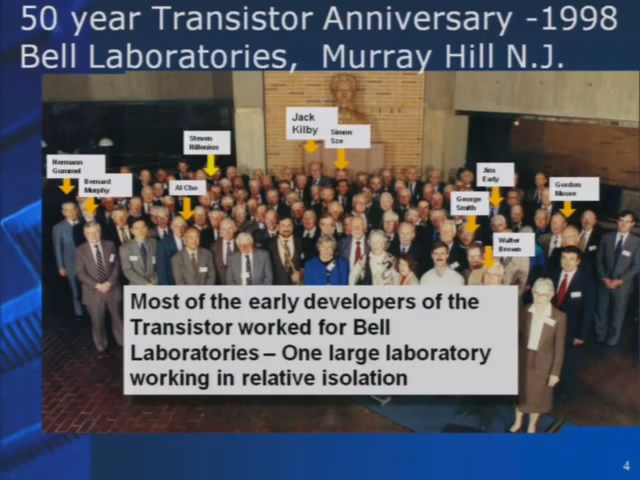 50 year Transistor Anniversary -1998
Bell Laboratories, Murray Hill N.J.
Jack
Kilby
Simon
Sze
Steven
Hillenius
Hermann
Gummel
Bernard
Murphy
Al Cho
Jim
Early
George
Smith
Gordon
Moore
Walter
Brown
Most of the early developers of the
Transistor worked for Bell
Laboratories – One large laboratory
working in relative isolation
4